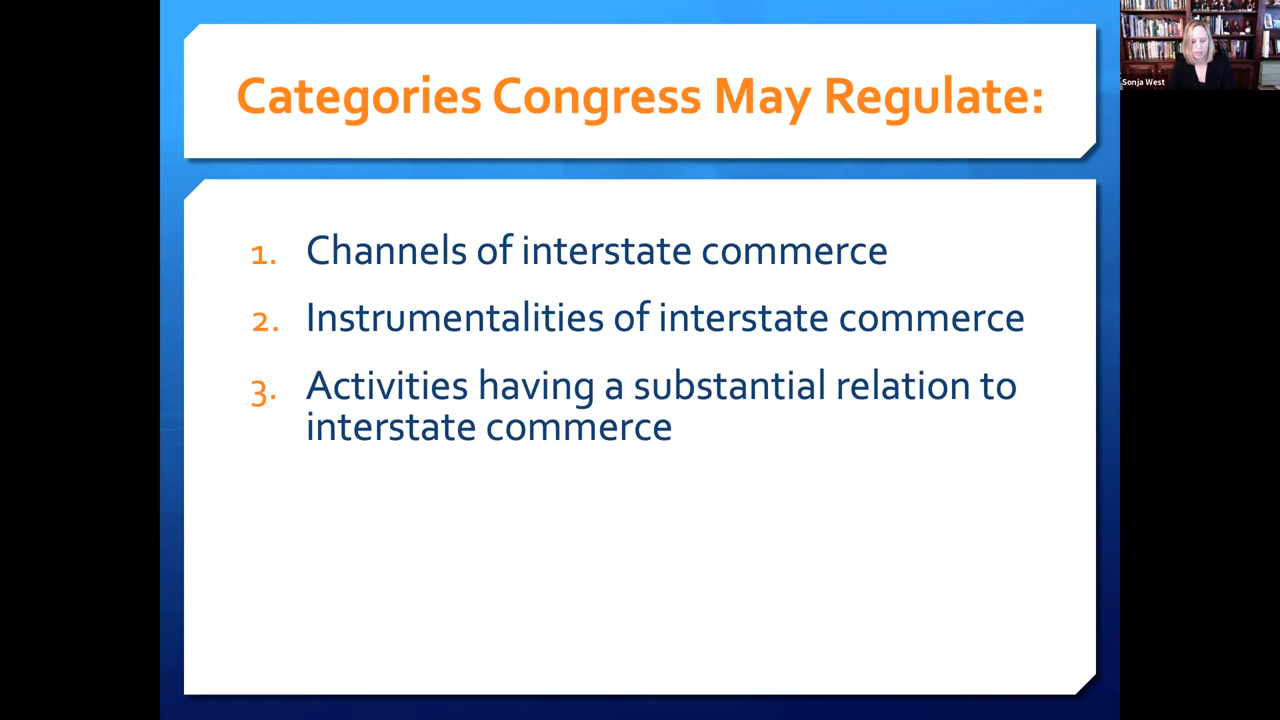 Categories Congress May Regulate:
1. Channels of interstate commerce
2. Instrumentalities of interstate commerce
3. Activities having a substantial relation to
interstate commerce
Sonja West